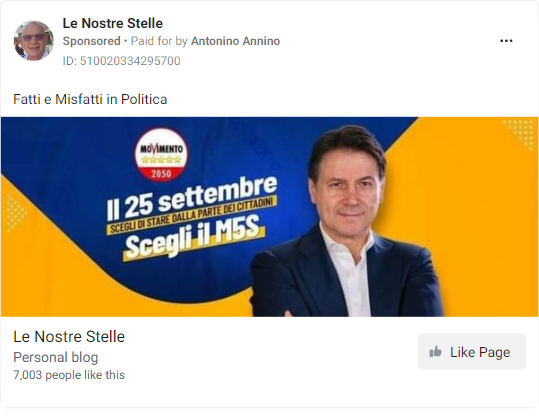 Le Nostre Stelle
Sponsored • Paid for by Antonino Annino
ID: 510020334295700
Fatti e Misfatti in Politica
MOVIMENTO
2050
Il 25 settembre
SCEGLI DI STARE DALLA PARTE DEI CITTADINI
Scegli il M5S
Le Nostre Stelle
Personal blog
7,003 people like this
Like Page